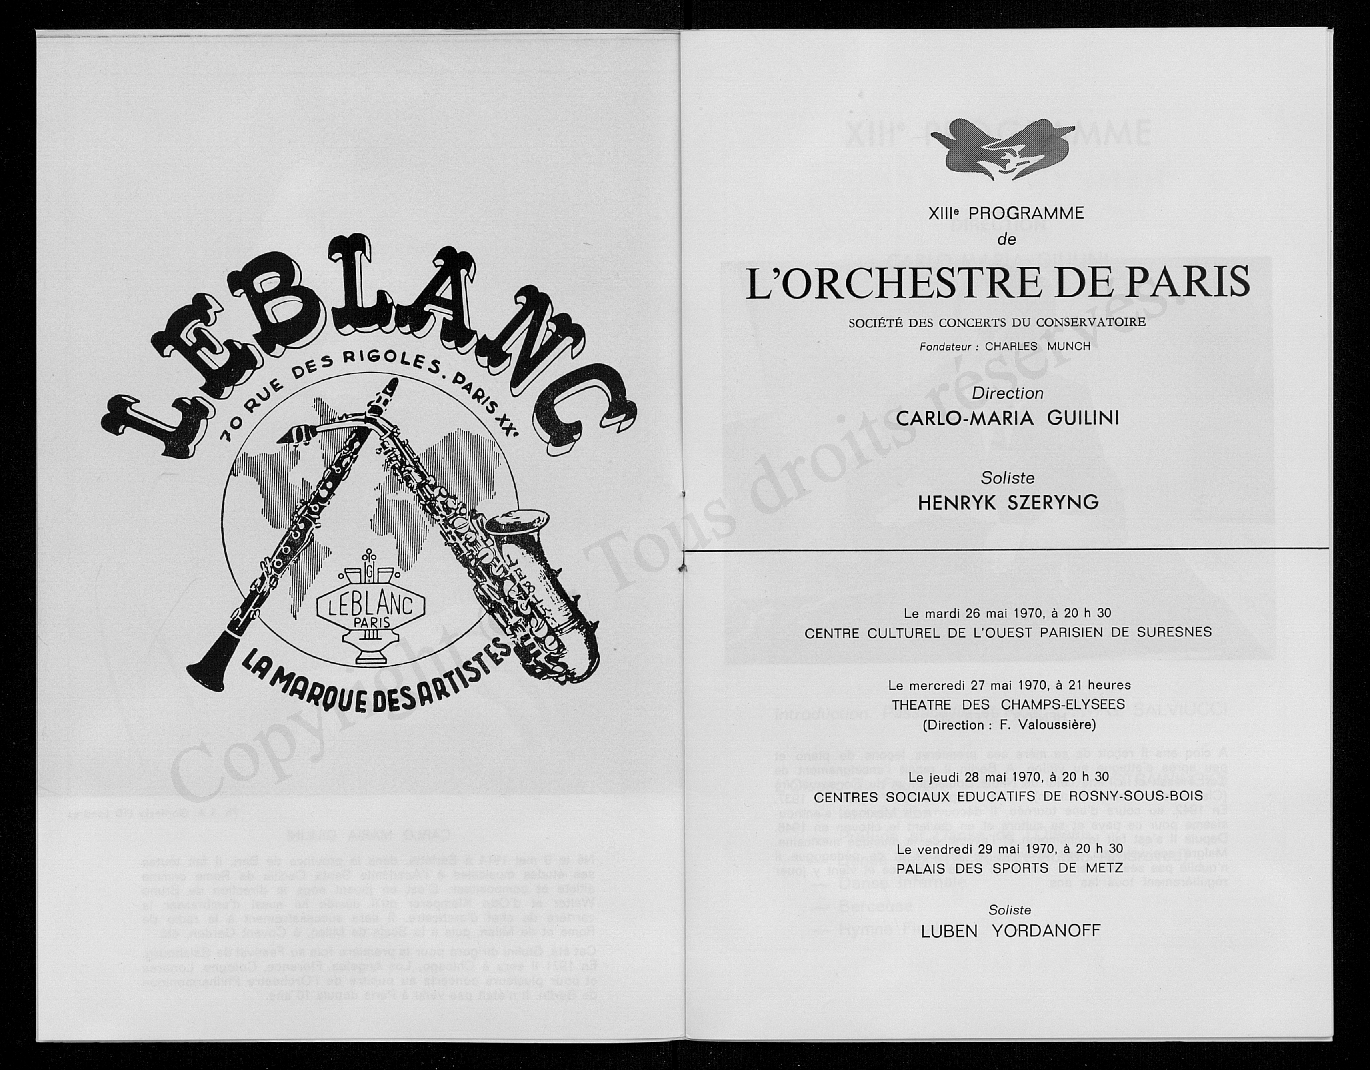 LEBLANC
70 RUE DES RIGOLES. PARIS XXe
LEBLANC
PARIS
LA MARQUE DES ARTISTES
XIIIe PROGRAMME
de
L'ORCHESTRE DE PARIS
SOCIÉTÉ DES CONCERTS DU CONSERVATOIRE
Fondateur : CHARLES MUNCH
Direction
CARLO-MARIA GUILINI
Soliste
HENRYK SZERYNG
Le mardi 26 mai 1970, à 20 h 30
CENTRE CULTUREL DE L'OUEST PARISIEN DE SURESNES
Le mercredi 27 mai 1970, à 21 heures
THEATRE DES CHAMPS-ELYSEES
(Direction : F. Valoussière)
Le jeudi 28 mai 1970, à 20 h 30
CENTRES SOCIAUX EDUCATIFS DE ROSNY-SOUS-BOIS
Le vendredi 29 mai 1970, à 20 h 30
PALAIS DES SPORTS DE METZ
Soliste
LUBEN YORDANOFF
Copyright Tous droits réservés